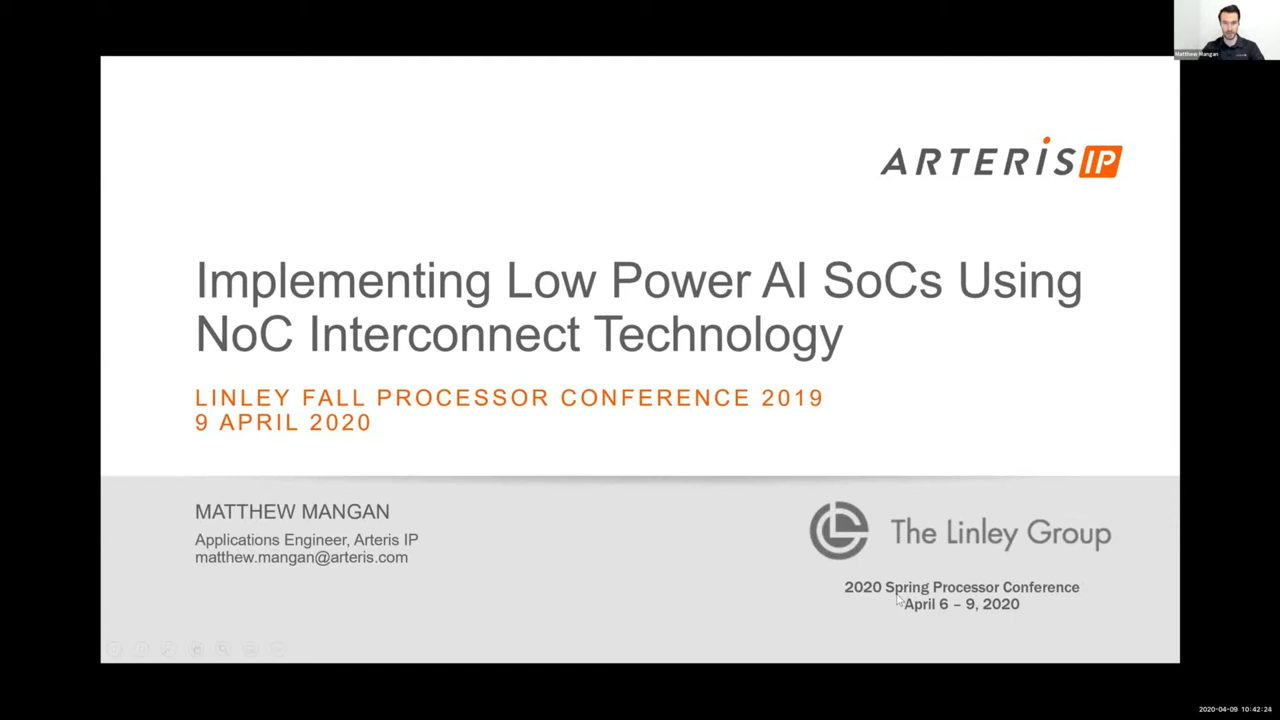 Matthew Mangan
ARTERIS IP
Implementing Low Power AI SoCs Using
NoC Interconnect Technology
LINLEY FALL PROCESSOR CONFERENCE 2019
9 APRIL 2020
MATTHEW MANGAN
Applications Engineer, Arteris IP
matthew.mangan@arteris.com
The Linley Group
2020 Spring Processor Conference
April 6 – 9, 2020
2020-04-09 10:42:24